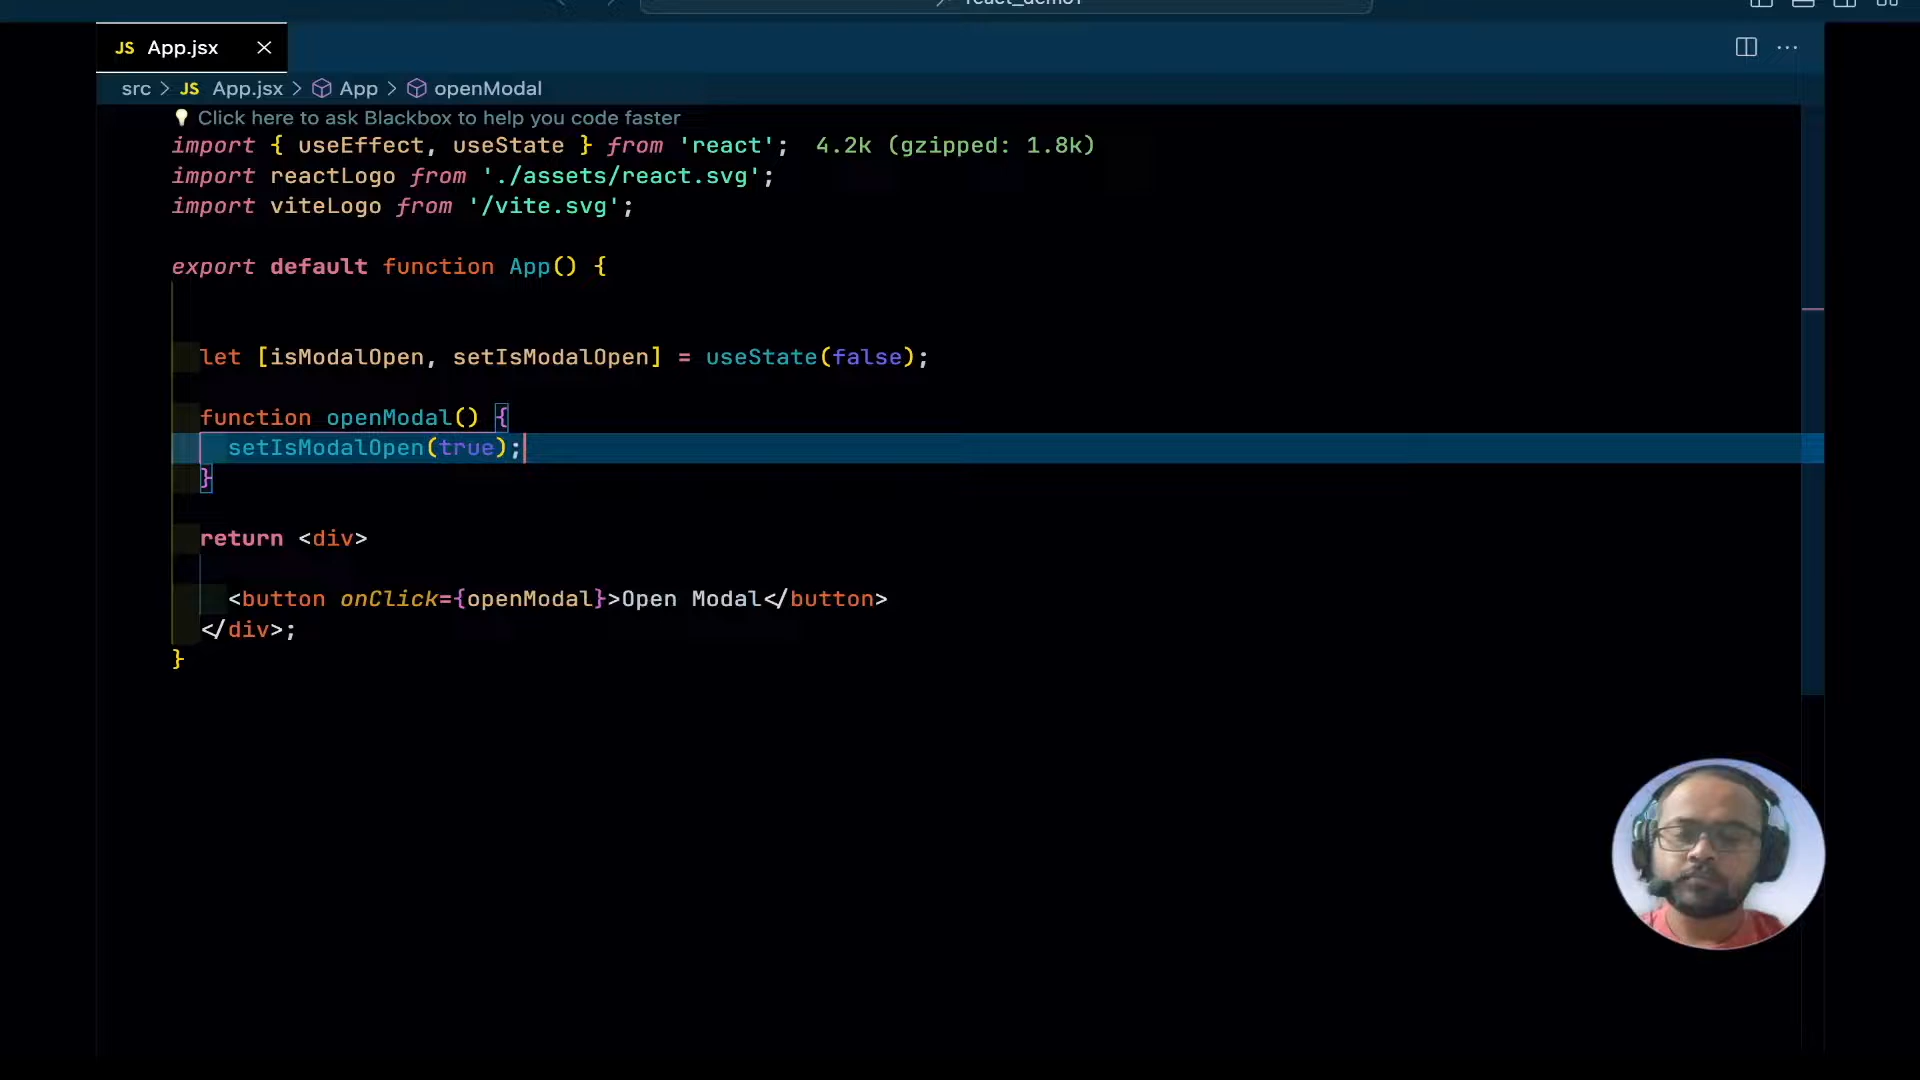 JS App.jsx
src > JS App.jsx > App > openModal
Click here to ask Blackbox to help you code faster
import { useEffect, useState } from 'react'; 4.2k (gzipped: 1.8k)
import reactLogo from './assets/react.svg';
import viteLogo from '/vite.svg';
export default function App() {
let [isModalOpen, setIsModalOpen] = useState(false);
function openModal() {
setIsModalOpen(true);
}
return <div>
<button onClick={openModal}>Open Modal</button>
</div>;
}